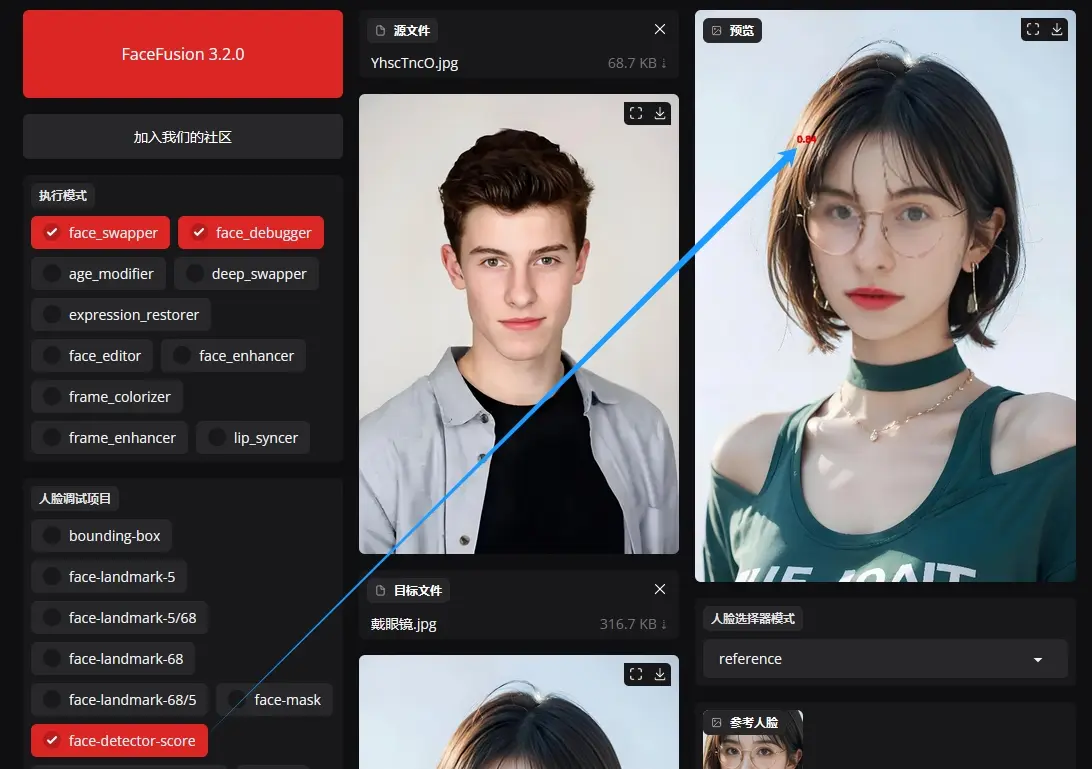 FaceFusion 3.2.0
加入我们的社区
执行模式
face_swapper
face_debugger
age_modifier
deep_swapper
expression_restorer
face_editor
face_enhancer
frame_colorizer
frame_enhancer
lip_syncer
人脸调试项目
bounding-box
face-landmark-5
face-landmark-5/68
face-landmark-68
face-landmark-68/5
face-mask
face-detector-score
源文件
YhscTncO.jpg
68.7 KB ↓
目标文件
戴眼镜.jpg
316.7 KB ↓
预览
0.84
人脸选择器模式
reference
参考人脸